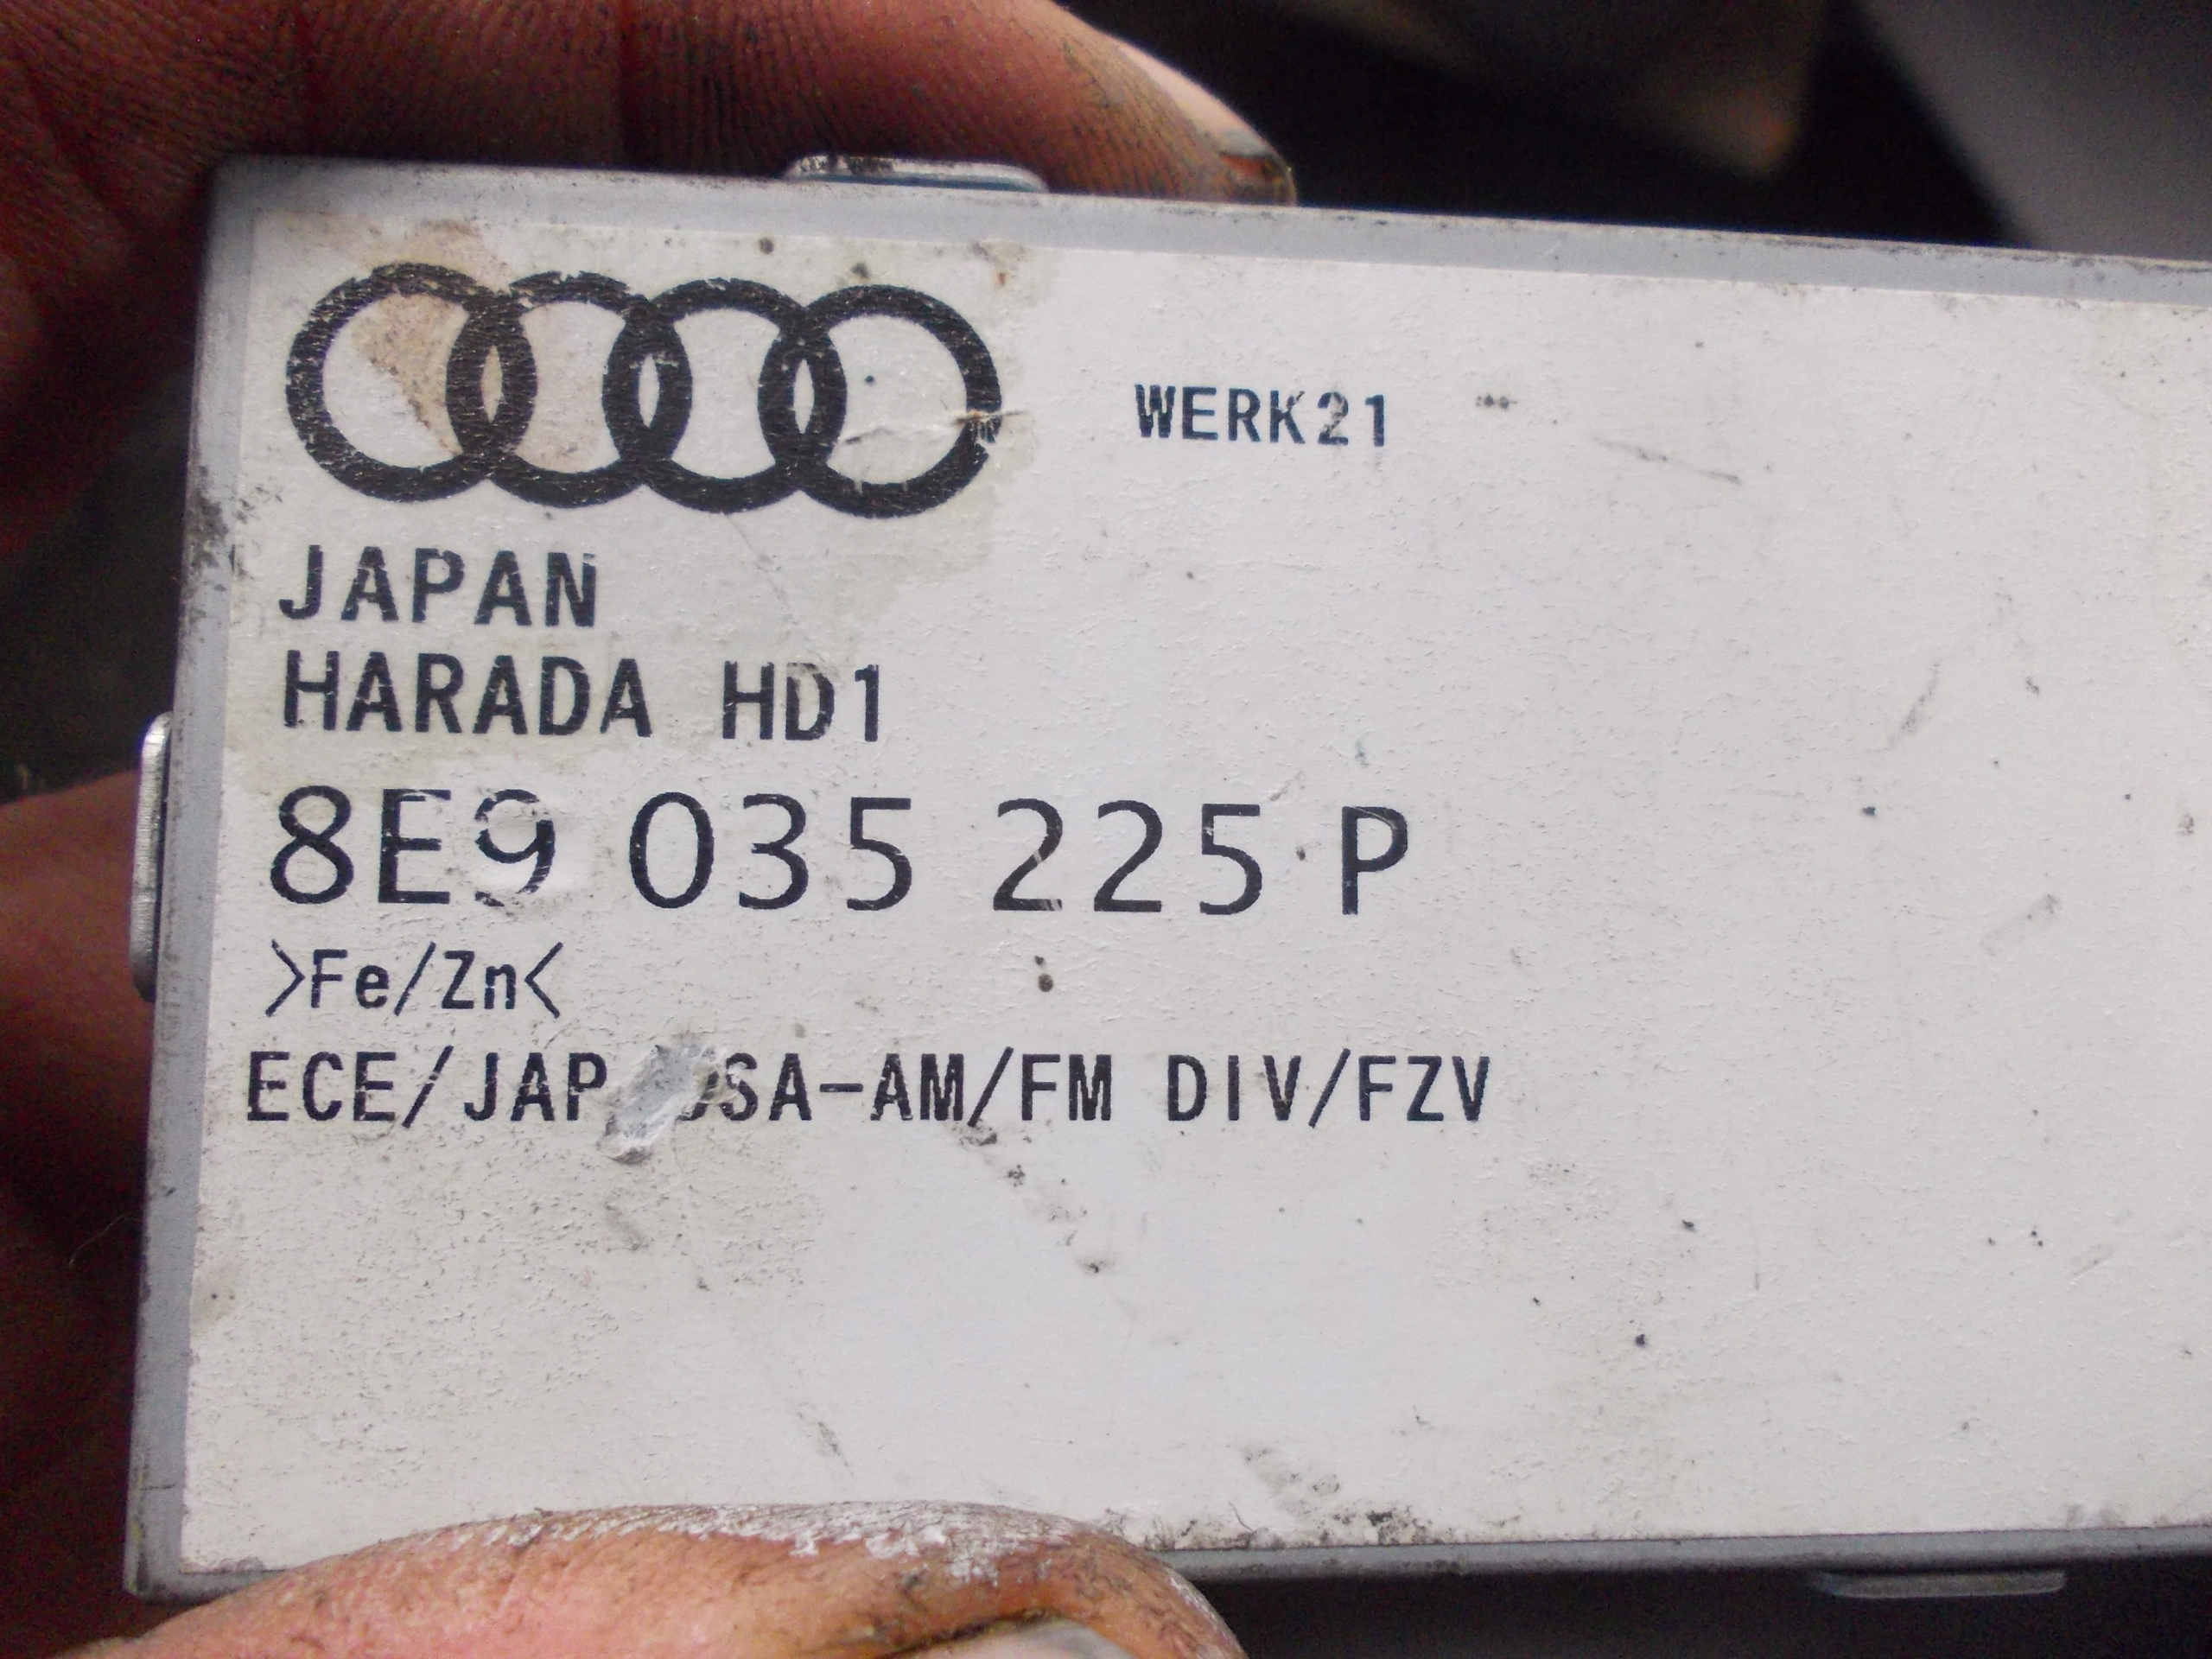 WERK21
JAPAN
HARADA HD1
8E9 035 225 P
>Fe/Zn<
ECE/JAP SA-AM/FM DIV/FZV